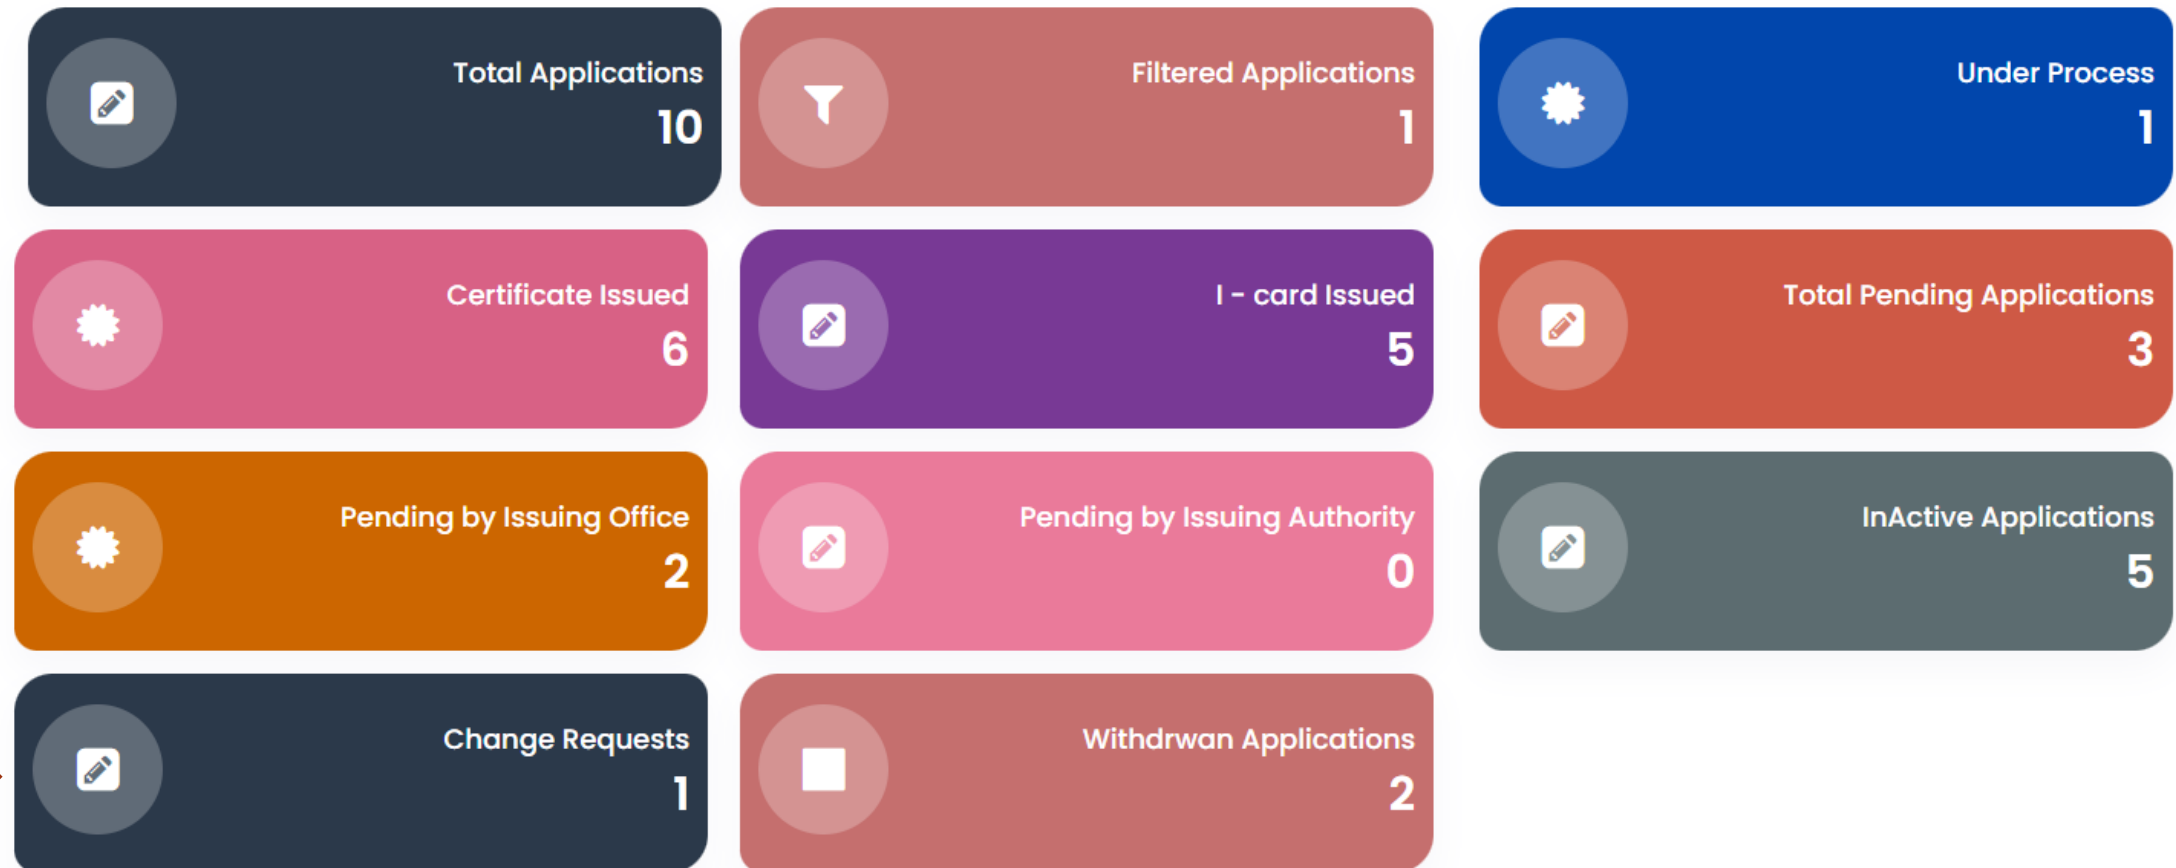 Total Applications
10
Filtered Applications
1
Under Process
1
Certificate Issued
6
I - card Issued
5
Total Pending Applications
3
Pending by Issuing Office
2
Pending by Issuing Authority
0
InActive Applications
5
Change Requests
1
Withdrwan Applications
2